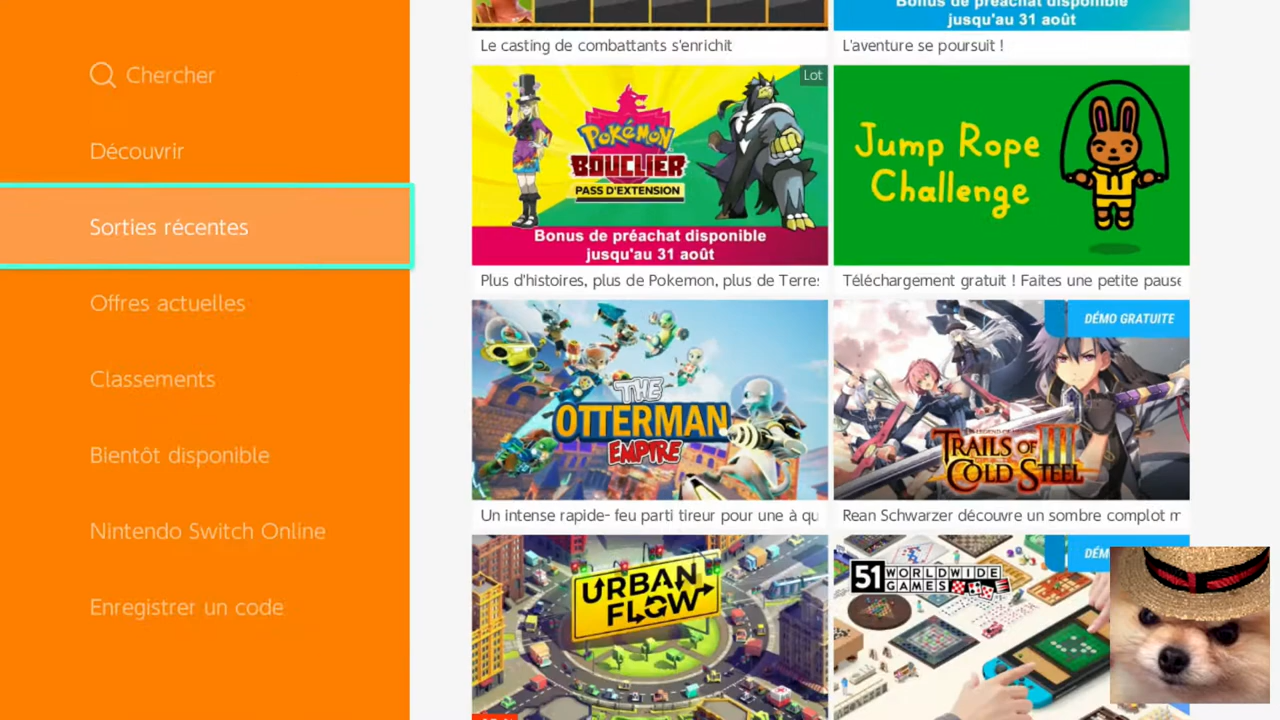 Chercher
Découvrir
Sorties récentes
Offres actuelles
Classements
Bientôt disponible
Nintendo Switch Online
Enregistrer un code
Bonus de préachat disponible
jusqu'au 31 août
Le casting de combattants s'enrichit
L'aventure se poursuit !
Lot
POKÉMON
BOUCLIER
PASS D'EXTENSION
Bonus de préachat disponible
jusqu'au 31 août
Jump Rope
Challenge
Plus d'histoires, plus de Pokemon, plus de Terres
Téléchargement gratuit ! Faites une petite pause
THE
OTTERMAN
EMPIRE
DÉMO GRATUITE
TRAILS OF
COLD STEEL III
Un intense rapide- feu parti tireur pour une à qu
Rean Schwarzer découvre un sombre complot m
URBAN
FLOW
51 WORLDWIDE
GAMES
DÉM